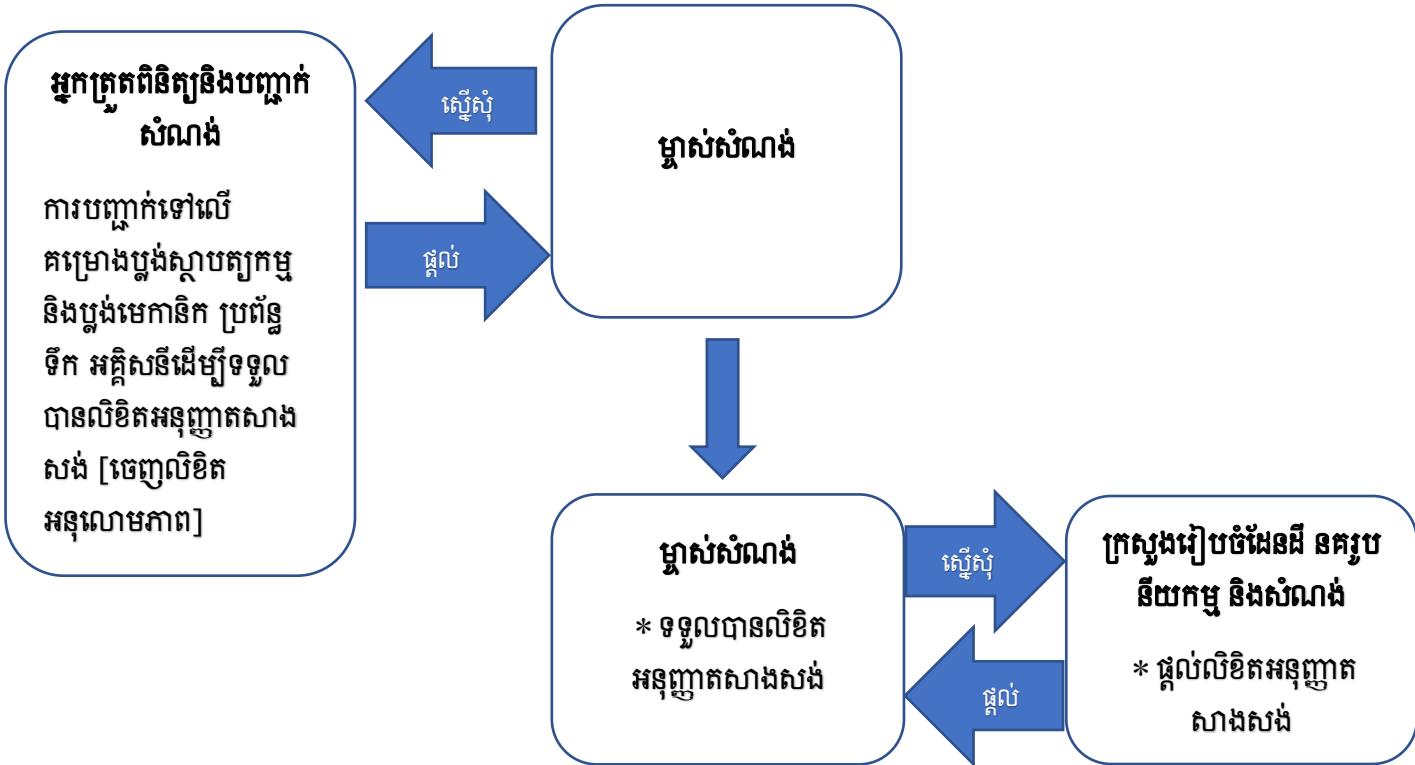 អ្នកត្រួតពិនិត្យនិងបញ្ជាក់
សំណង់
ការបញ្ជាក់ទៅលើ
គម្រោងប្លង់ស្ថាបត្យកម្ម
និងប្លង់មេកានិក ប្រព័ន្ធ
ទឹក អគ្គិសនីដើម្បីទទួល
បានលិខិតអនុញ្ញាតសាង
សង់ [ចេញលិខិត
អនុលោមភាព]
ស្នើសុំ
ផ្តល់
ម្ចាស់សំណង់
ម្ចាស់សំណង់
* ទទួលបានលិខិត
អនុញ្ញាតសាងសង់
ស្នើសុំ
ផ្តល់
ក្រសួងរៀបចំដែនដី នគរូប
នីយកម្ម និងសំណង់
* ផ្តល់លិខិតអនុញ្ញាត
សាងសង់